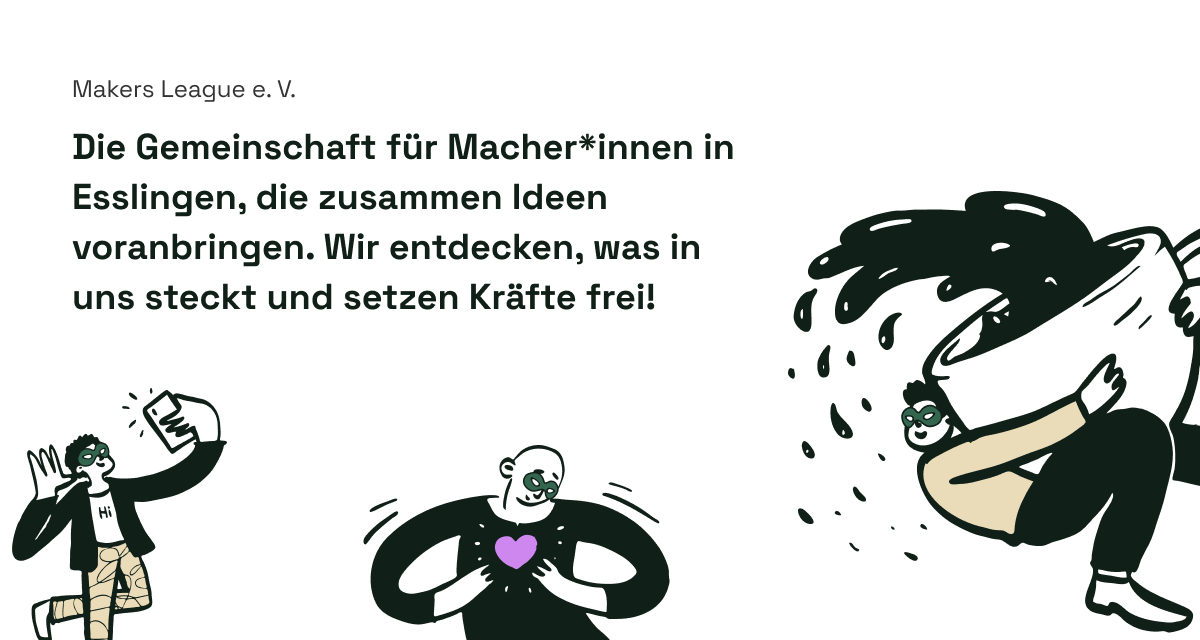 Makers League e. V.
Die Gemeinschaft für Macher*innen in
Esslingen, die zusammen Ideen
voranbringen. Wir entdecken, was in
uns steckt und setzen Kräfte frei!
Hi